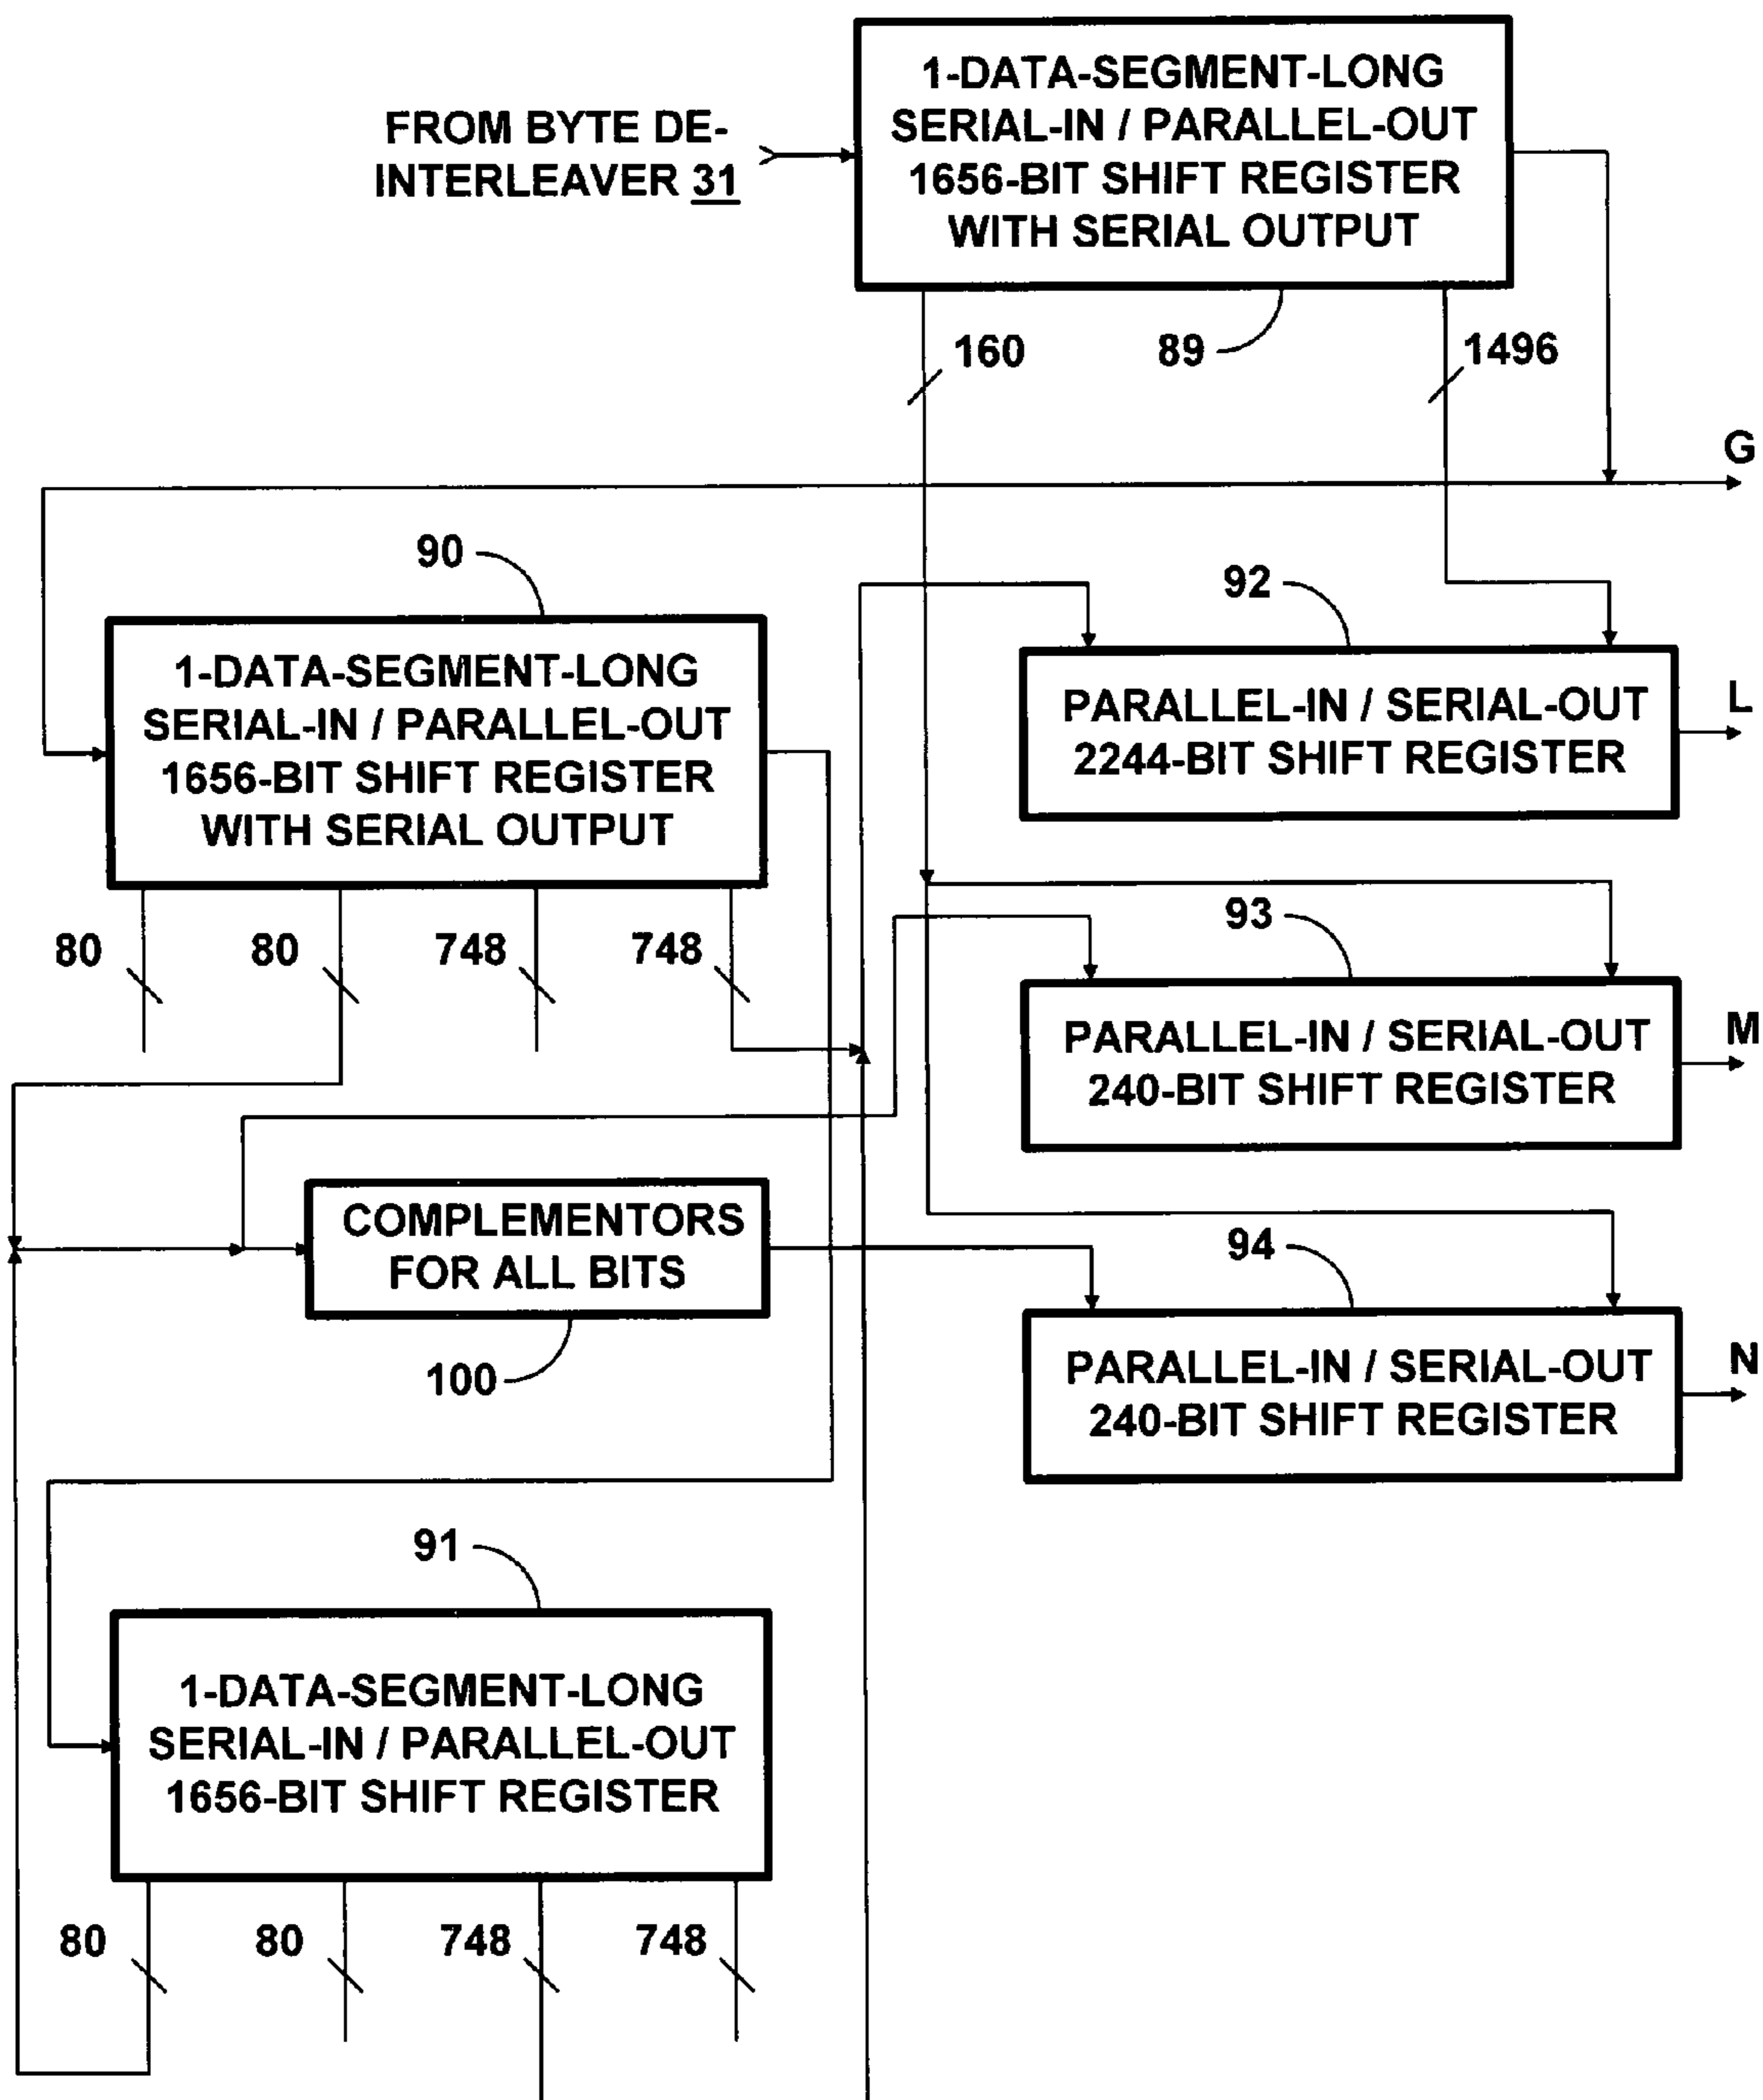 1-DATA-SEGMENT-LONG
SERIAL-IN / PARALLEL-OUT
1656-BIT SHIFT REGISTER
WITH SERIAL OUTPUT
FROM BYTE DE-
INTERLEAVER 31
160
89
1496
G
90
1-DATA-SEGMENT-LONG
SERIAL-IN / PARALLEL-OUT
1656-BIT SHIFT REGISTER
WITH SERIAL OUTPUT
80
80
748
748
92
PARALLEL-IN / SERIAL-OUT
2244-BIT SHIFT REGISTER
L
93
PARALLEL-IN / SERIAL-OUT
240-BIT SHIFT REGISTER
M
COMPLEMENTORS
FOR ALL BITS
100
94
PARALLEL-IN / SERIAL-OUT
240-BIT SHIFT REGISTER
N
91
1-DATA-SEGMENT-LONG
SERIAL-IN / PARALLEL-OUT
1656-BIT SHIFT REGISTER
80
80
748
748